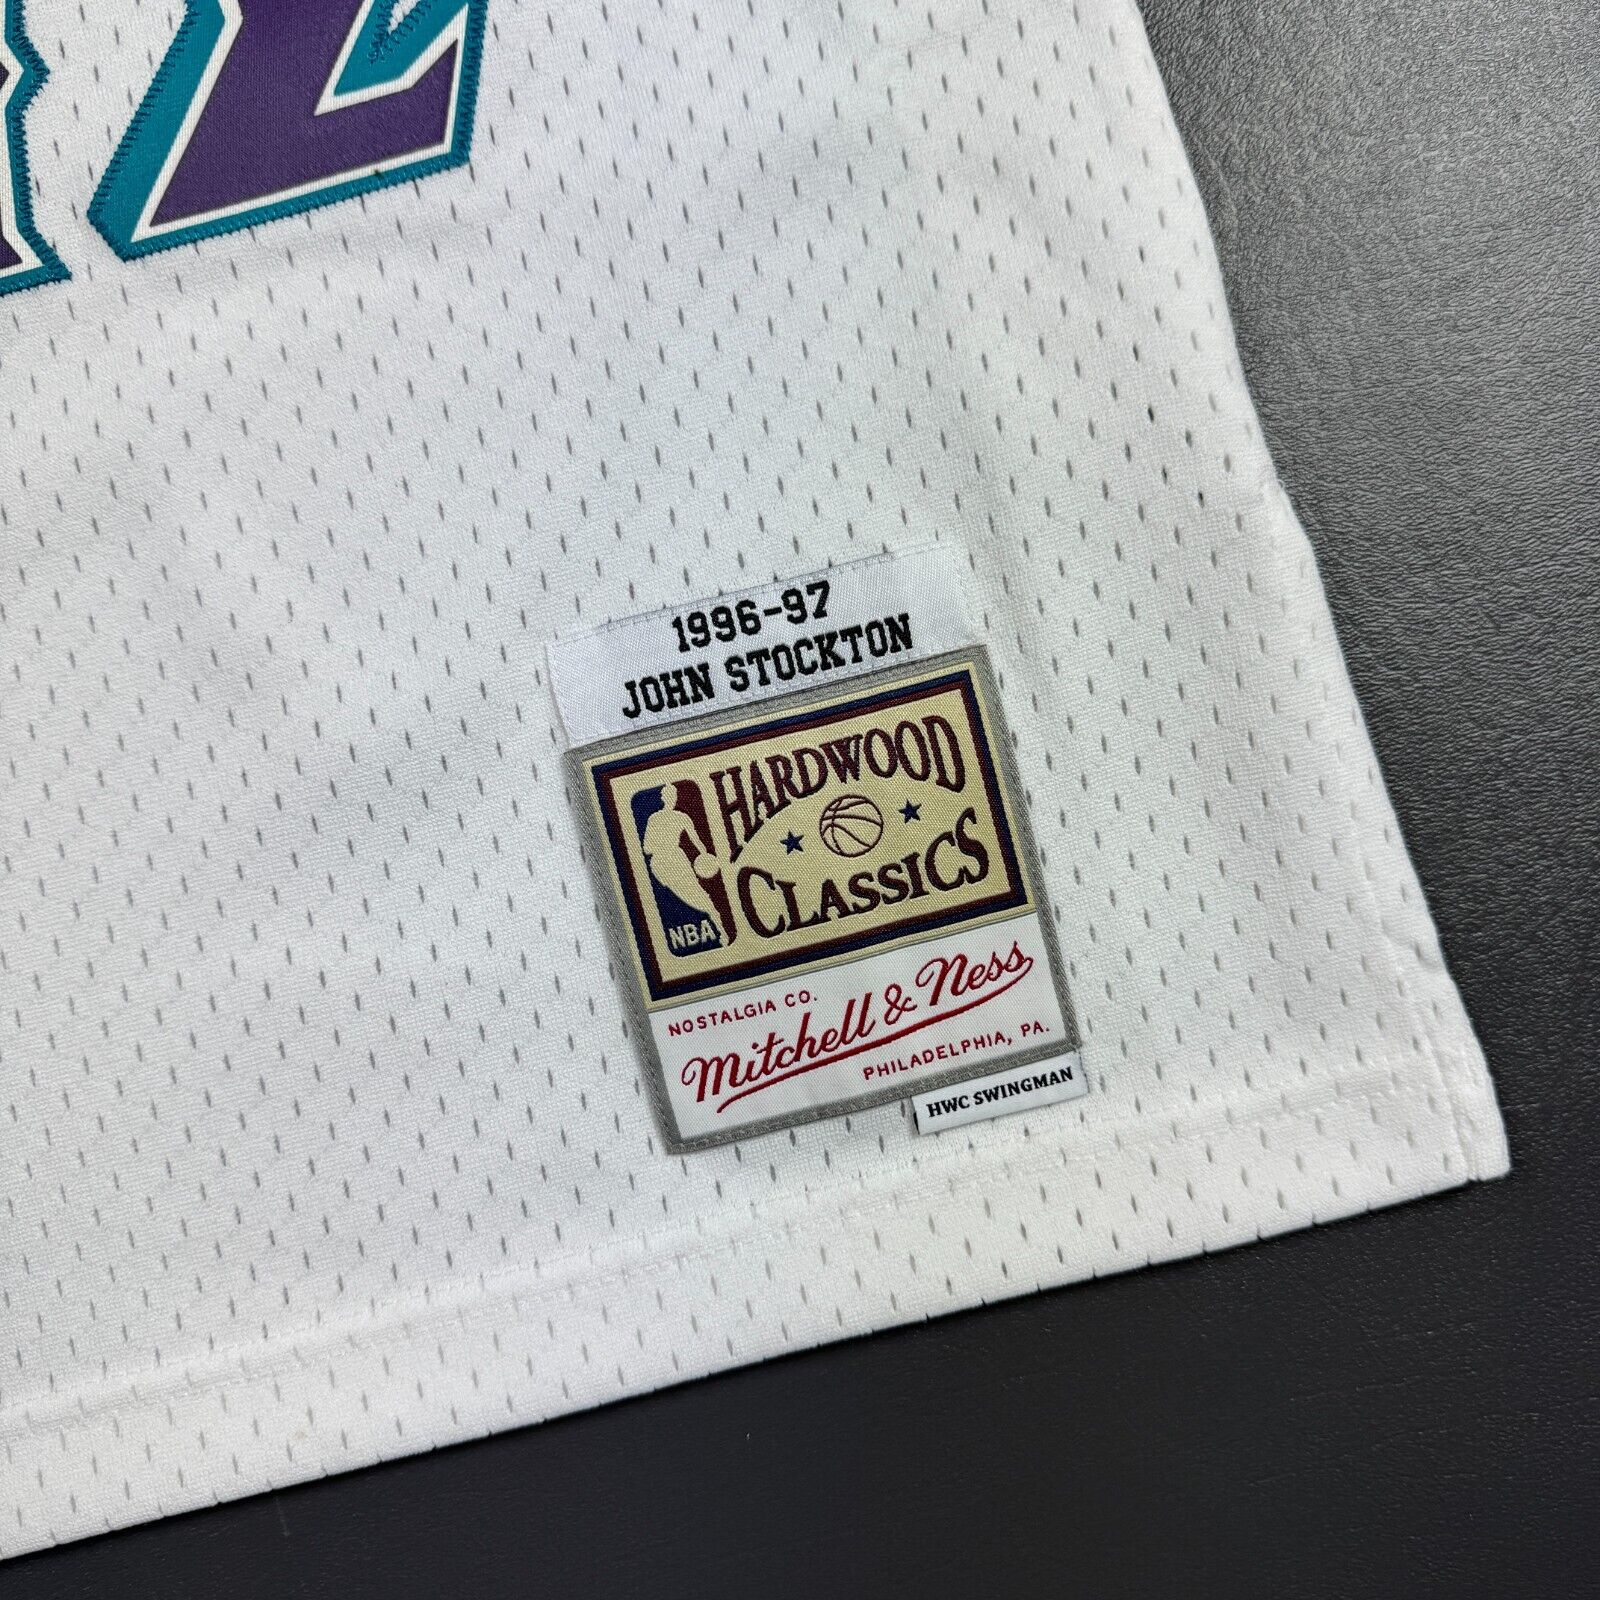 1996-97
JOHN STOCKTON
HARDWOOD
CLASSICS
NBA
NOSTALGIA CO.
Mitchell & Ness
PHILADELPHIA, PA.
HWC SWINGMAN